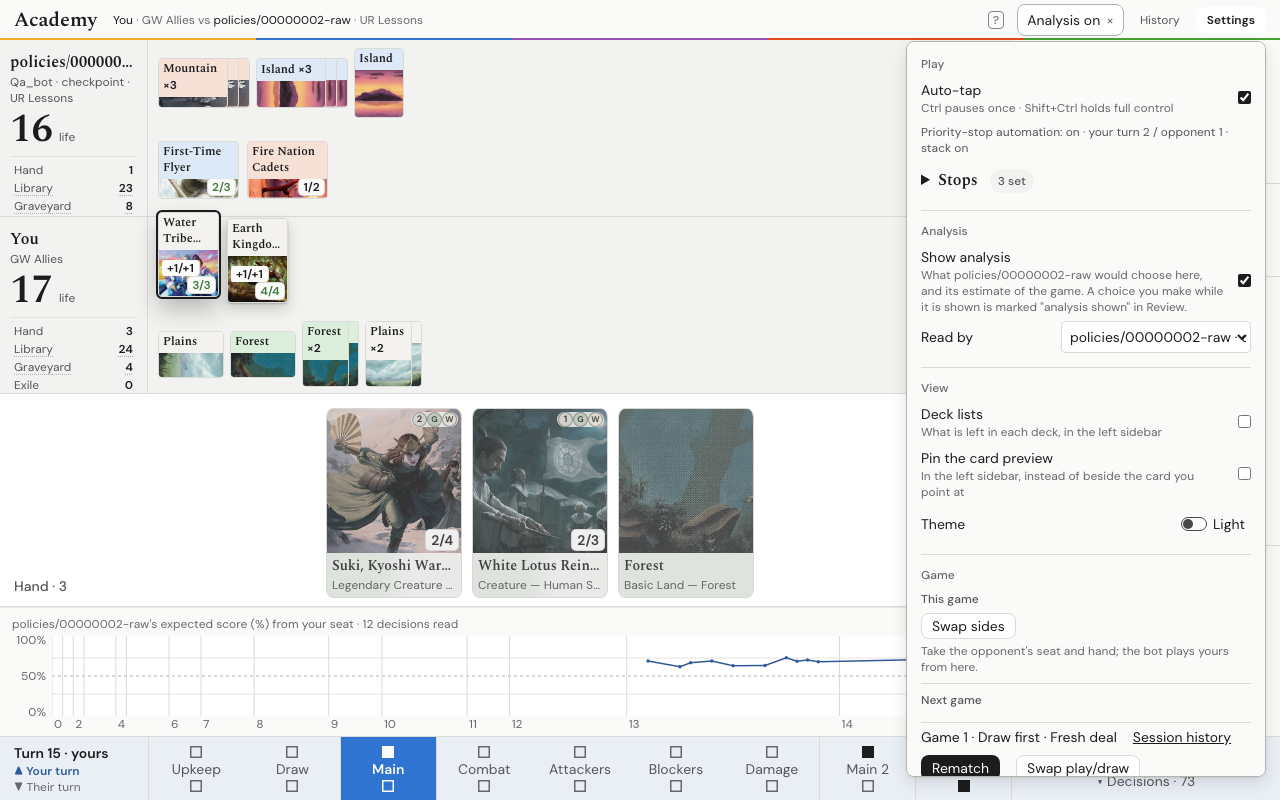 Academy You · GW Allies vs policies/00000002-raw · UR Lessons ? Analysis on × History Settings
policies/000000...
Qa_bot · checkpoint ·
UR Lessons
16 life
Hand 1
Library 23
Graveyard 8
Mountain
×3
Island ×3
Island
First-Time
Flyer
2/3
Fire Nation
Cadets
1/2
You
GW Allies
17 life
Hand 3
Library 24
Graveyard 4
Exile 0
Water
Tribe...
+1/+1
3/3
Earth
Kingdo...
+1/+1
4/4
Plains
Forest
Forest
×2
Plains
×2
Hand · 3
2 G W
2/4
Suki, Kyoshi War...
Legendary Creature ...
1 G W
2/3
White Lotus Rein...
Creature — Human S...
Forest
Basic Land — Forest
policies/00000002-raw's expected score (%) from your seat · 12 decisions read
100%
50%
0%
0 2 4 6 7 8 9 10 11 12 13 14
Turn 15 · yours
▲ Your turn
▼ Their turn
Upkeep
Draw
Main
Combat
Attackers
Blockers
Damage
Main 2
Decisions · 73
Play
Auto-tap
Ctrl pauses once · Shift+Ctrl holds full control
Priority-stop automation: on · your turn 2 / opponent 1 ·
stack on
▶ Stops 3 set
Analysis
Show analysis
What policies/00000002-raw would choose here,
and its estimate of the game. A choice you make while
it is shown is marked "analysis shown" in Review.
Read by policies/00000002-raw
View
Deck lists
What is left in each deck, in the left sidebar
Pin the card preview
In the left sidebar, instead of beside the card you
point at
Theme Light
Game
This game
Swap sides
Take the opponent's seat and hand; the bot plays yours
from here.
Next game
Game 1 · Draw first · Fresh deal Session history
Rematch Swap play/draw